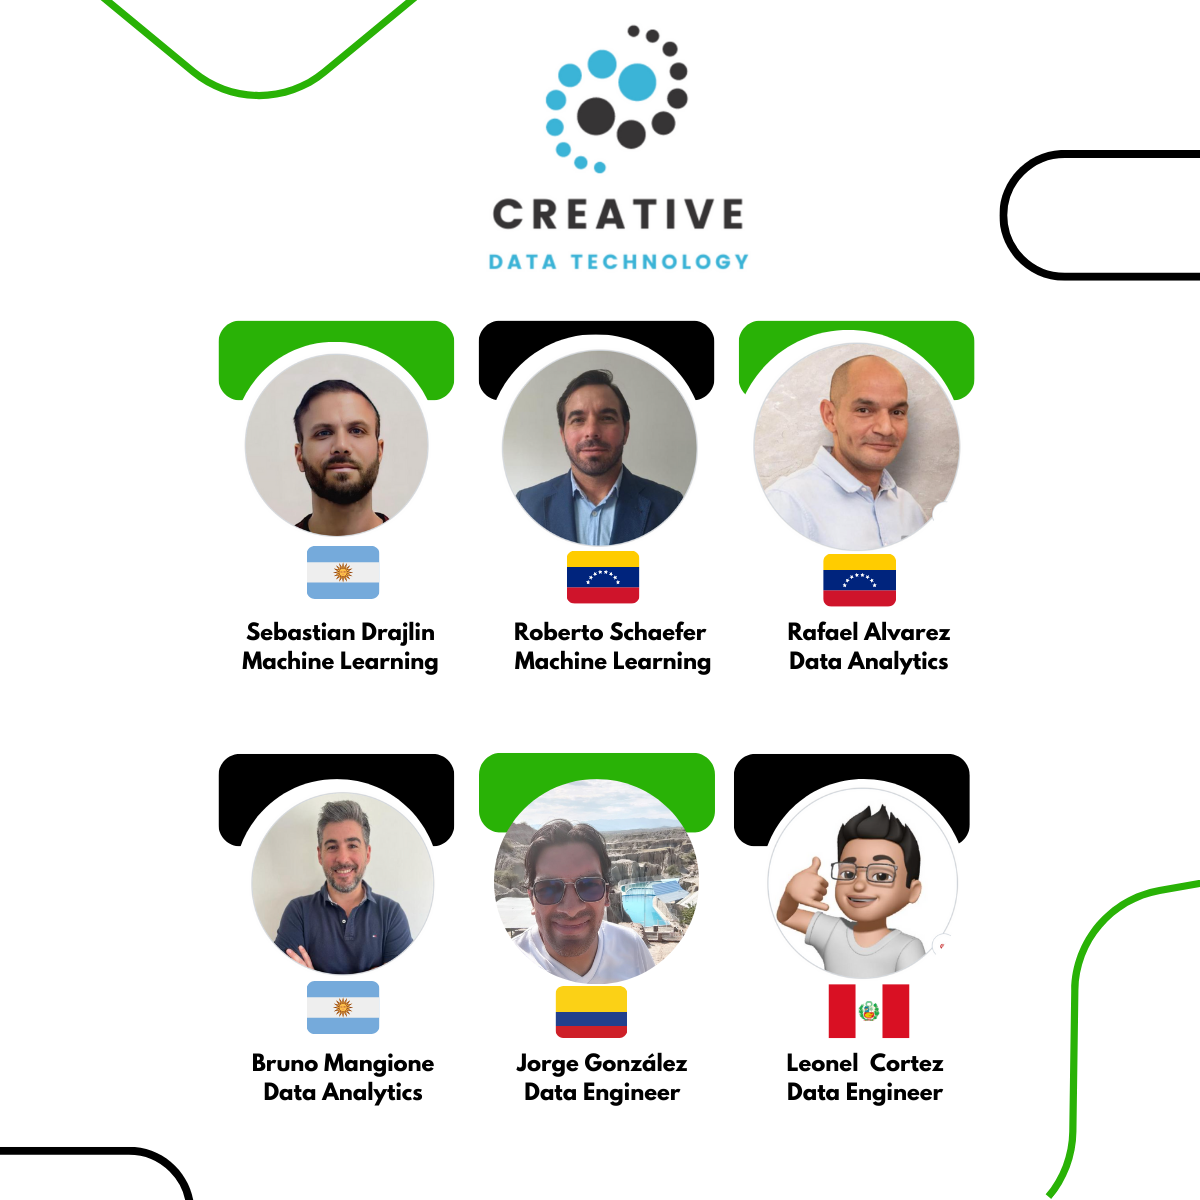 CREATIVE
DATA TECHNOLOGY
Sebastian Drajlin
Machine Learning
Roberto Schaefer
Machine Learning
Rafael Alvarez
Data Analytics
Bruno Mangione
Data Analytics
Jorge González
Data Engineer
Leonel Cortez
Data Engineer